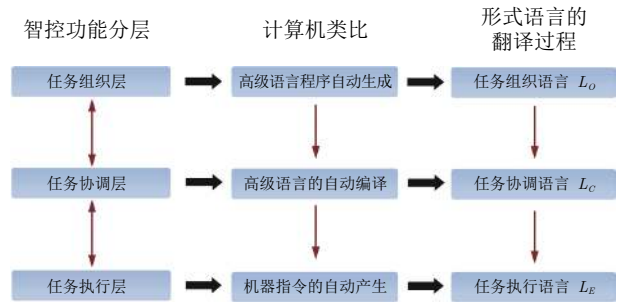 智控功能分层
计算机类比
形式语言的
翻译过程
任务组织层
高级语言程序自动生成
任务组织语言 L_O
任务协调层
高级语言的自动编译
任务协调语言 L_C
任务执行层
机器指令的自动产生
任务执行语言 L_E